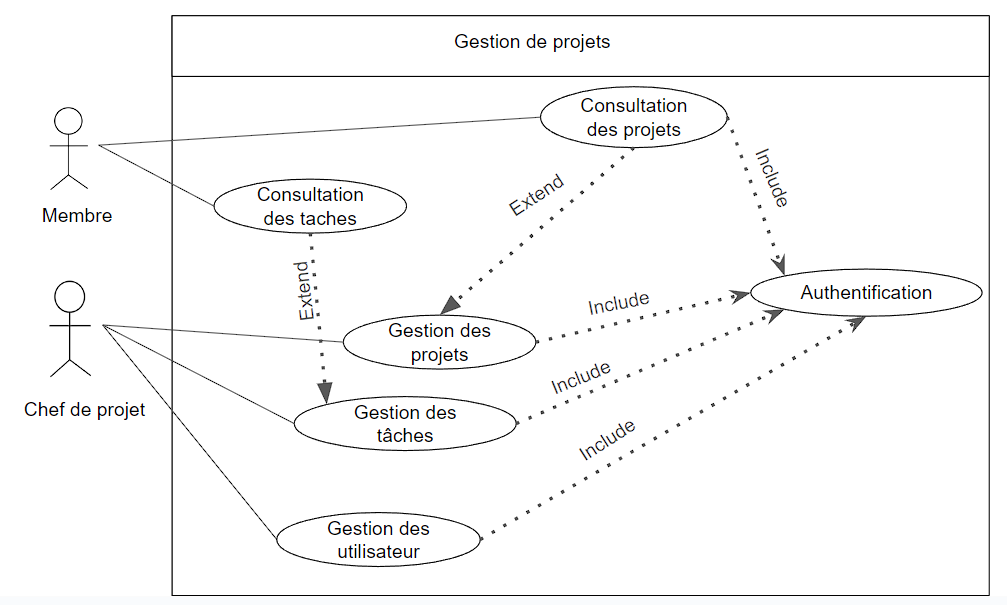 Gestion de projets
Consultation
des projets
Include
Extend
Consultation
des taches
Membre
Extend
Authentification
Include
Gestion des
projets
Include
Chef de projet
Gestion des
tâches
Include
Gestion des
utilisateur